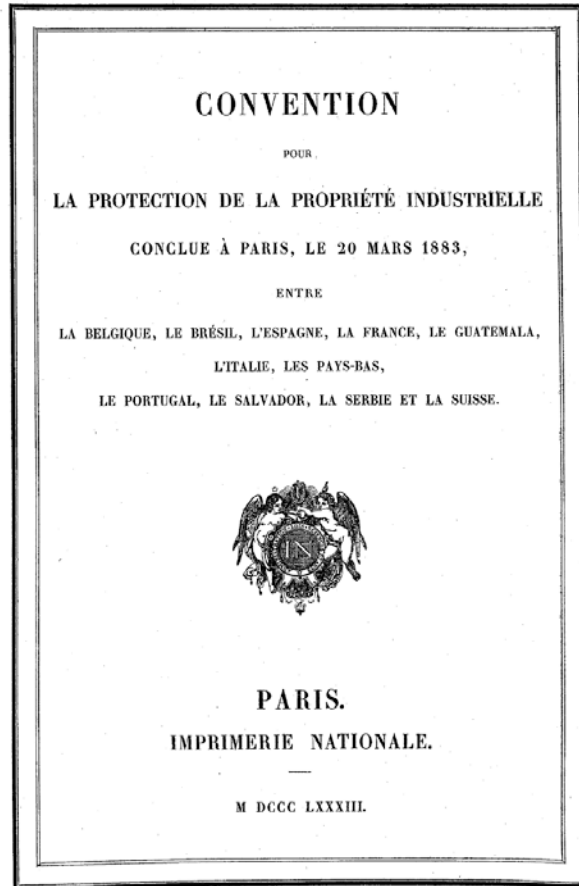 CONVENTION
POUR
LA PROTECTION DE LA PROPRIÉTÉ INDUSTRIELLE
CONCLUE À PARIS, LE 20 MARS 1883,
ENTRE
LA BELGIQUE, LE BRÉSIL, L'ESPAGNE, LA FRANCE, LE GUATEMALA,
L'ITALIE, LES PAYS-BAS,
LE PORTUGAL, LE SALVADOR, LA SERBIE ET LA SUISSE.
IN
PARIS.
IMPRIMERIE NATIONALE.
M DCCC LXXXIII.